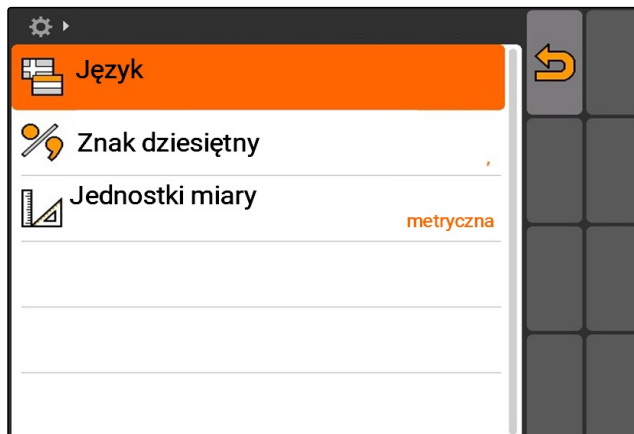 Język
Znak dziesiętny
,
Jednostki miary
metryczna